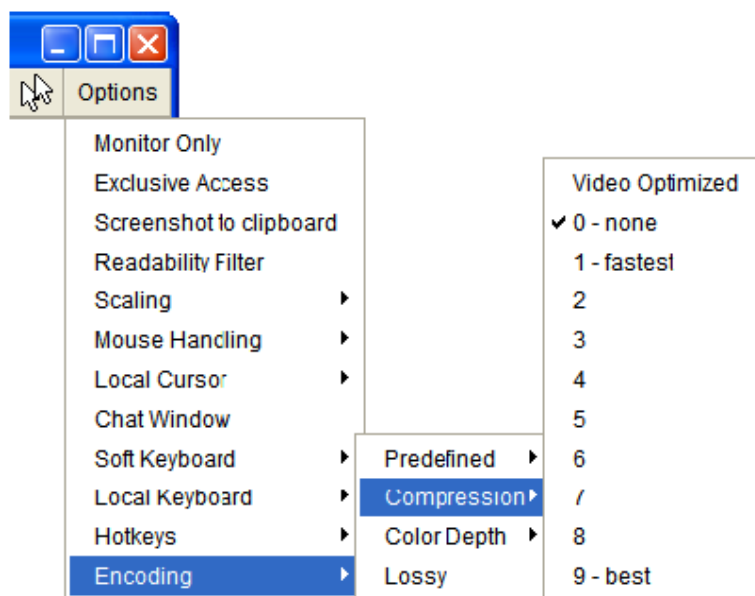 Options
Monitor Only
Exclusive Access
Screenshot to clipboard
Readability Filter
Scaling
Mouse Handling
Local Cursor
Chat Window
Soft Keyboard
Local Keyboard
Hotkeys
Encoding
Predefined
Compression
Color Depth
Lossy
Video Optimized
0 - none
1 - fastest
2
3
4
5
6
7
8
9 - best